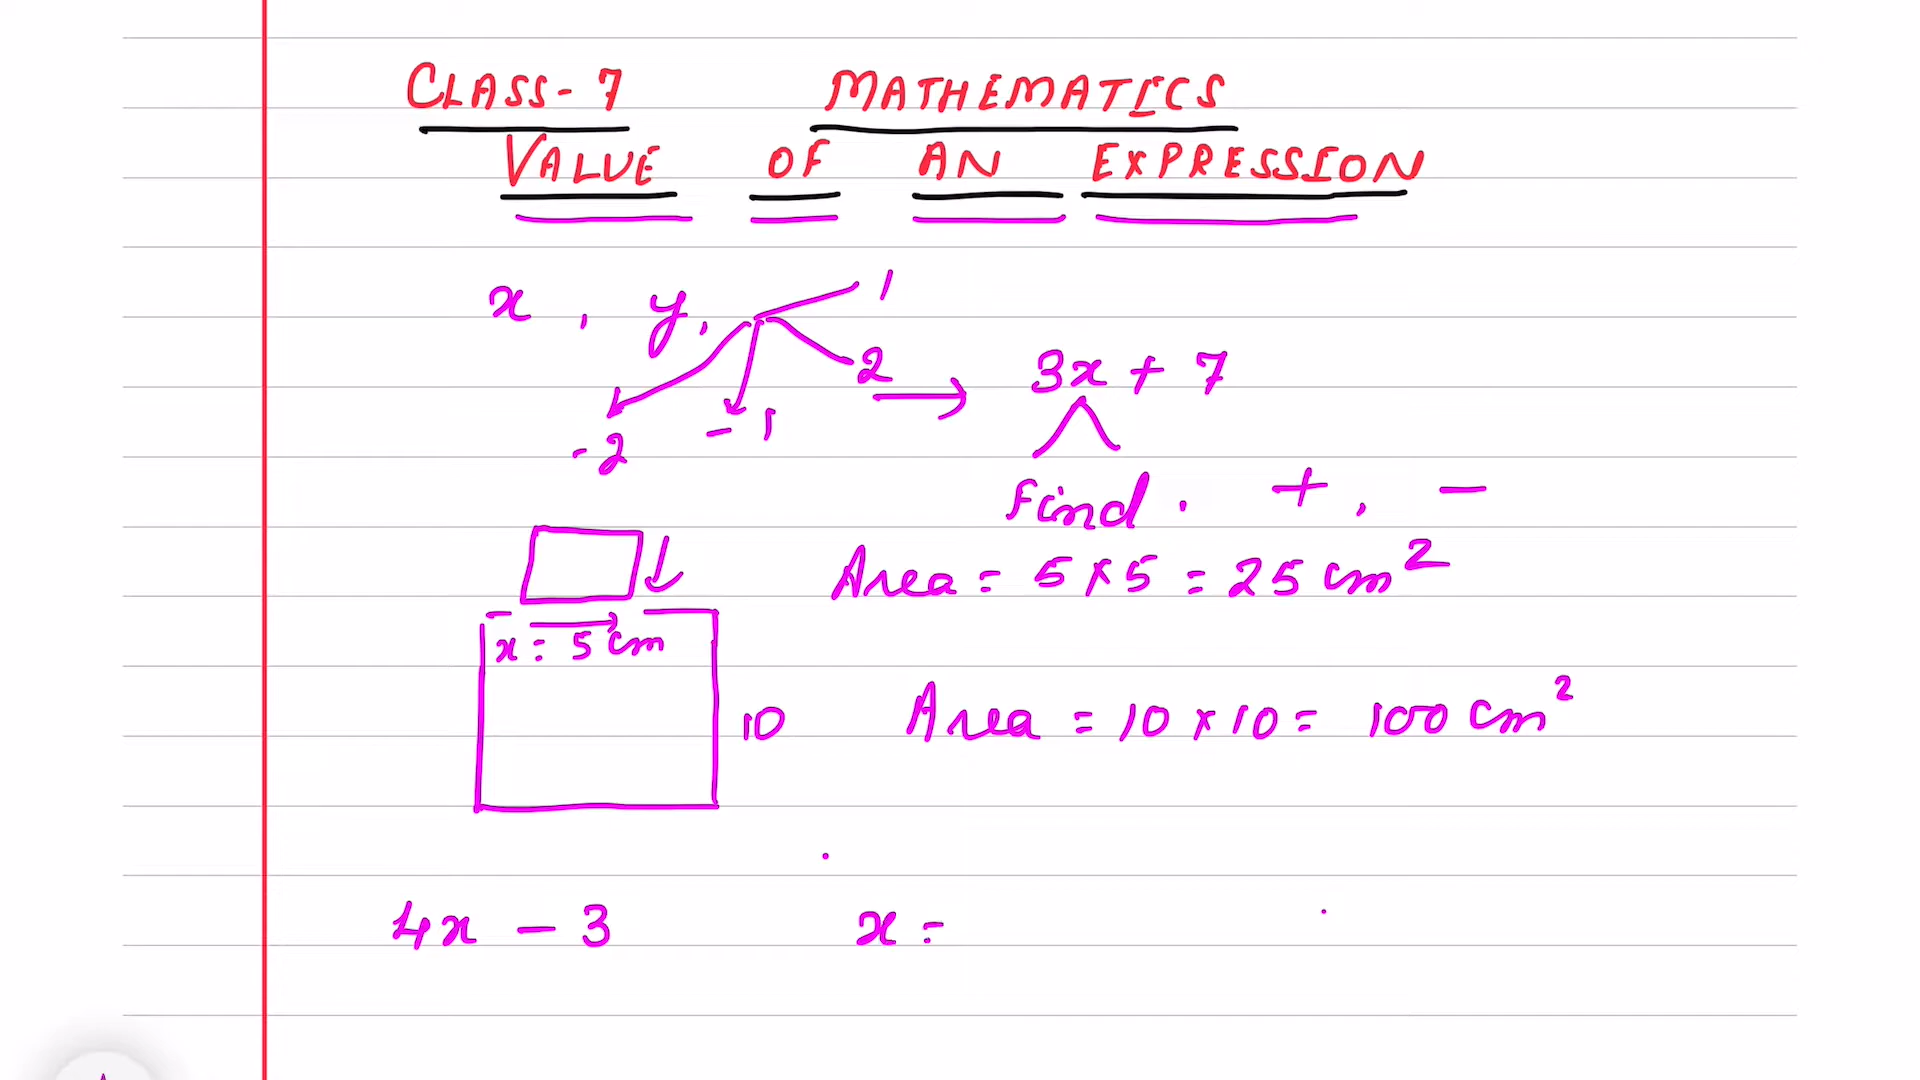 CLASS-7 MATHEMATICS
VALUE OF AN EXPRESSION
x , y, 1
2 → 3x + 7
-2 -1
Find. +, -
Area = 5 x 5 = 25 cm²
x = 5 cm
10 Area = 10 x 10 = 100 cm²
4x - 3 x =